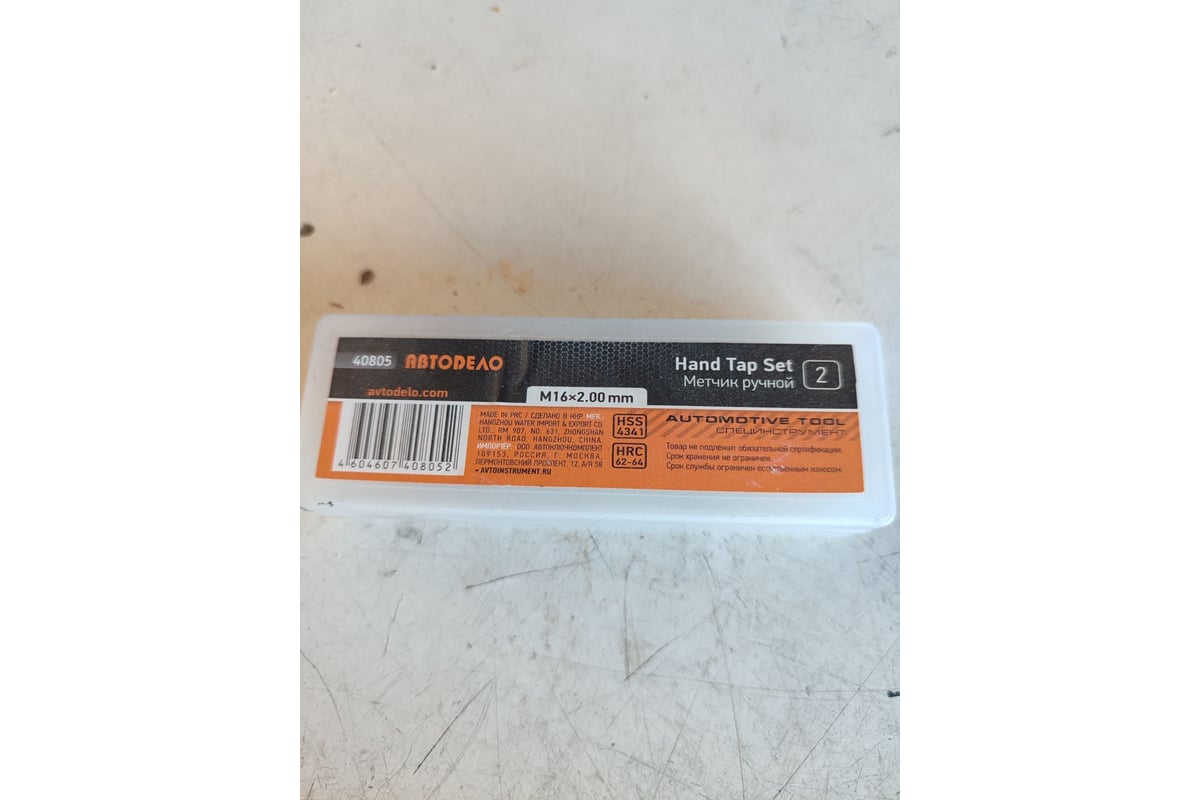 40805 АВТОDЕЛО
avtodelo.com
Hand Tap Set
Метчик ручной
2
M16×2.00 mm
4 604607 408052
MADE IN PRC / СДЕЛАНО В КНР. MFR.:
HANGZHOU WATER IMPORT & EXPORT CO.
LTD., RM 907, NO. 631, ZHONGSHAN
NORTH ROAD, HANGZHOU, CHINA.
ИМПОРТЕР: ООО АВТОКЛЮЧКОМПЛЕКТ
109153, РОССИЯ, Г. МОСКВА,
ЛЕРМОНТОВСКИЙ ПРОСПЕКТ, 12, А/Я 58
• AVTOINSTRUMENT.RU
HSS
4341
HRC
62-64
AUTOMOTIVE TOOL
СПЕЦИНСТРУМЕНТ
Товар не подлежит обязательной сертификации.
Срок хранения не ограничен.
Срок службы ограничен естественным износом.